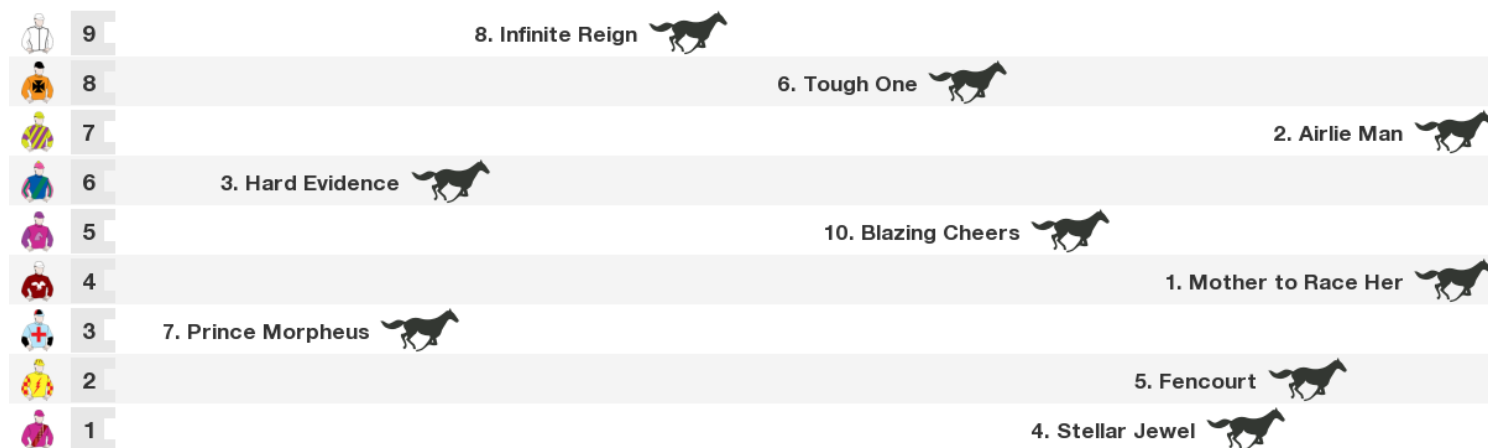 9 8. Infinite Reign
8 6. Tough One
7 2. Airlie Man
6 3. Hard Evidence
5 10. Blazing Cheers
4 1. Mother to Race Her
3 7. Prince Morpheus
2 5. Fencourt
1 4. Stellar Jewel